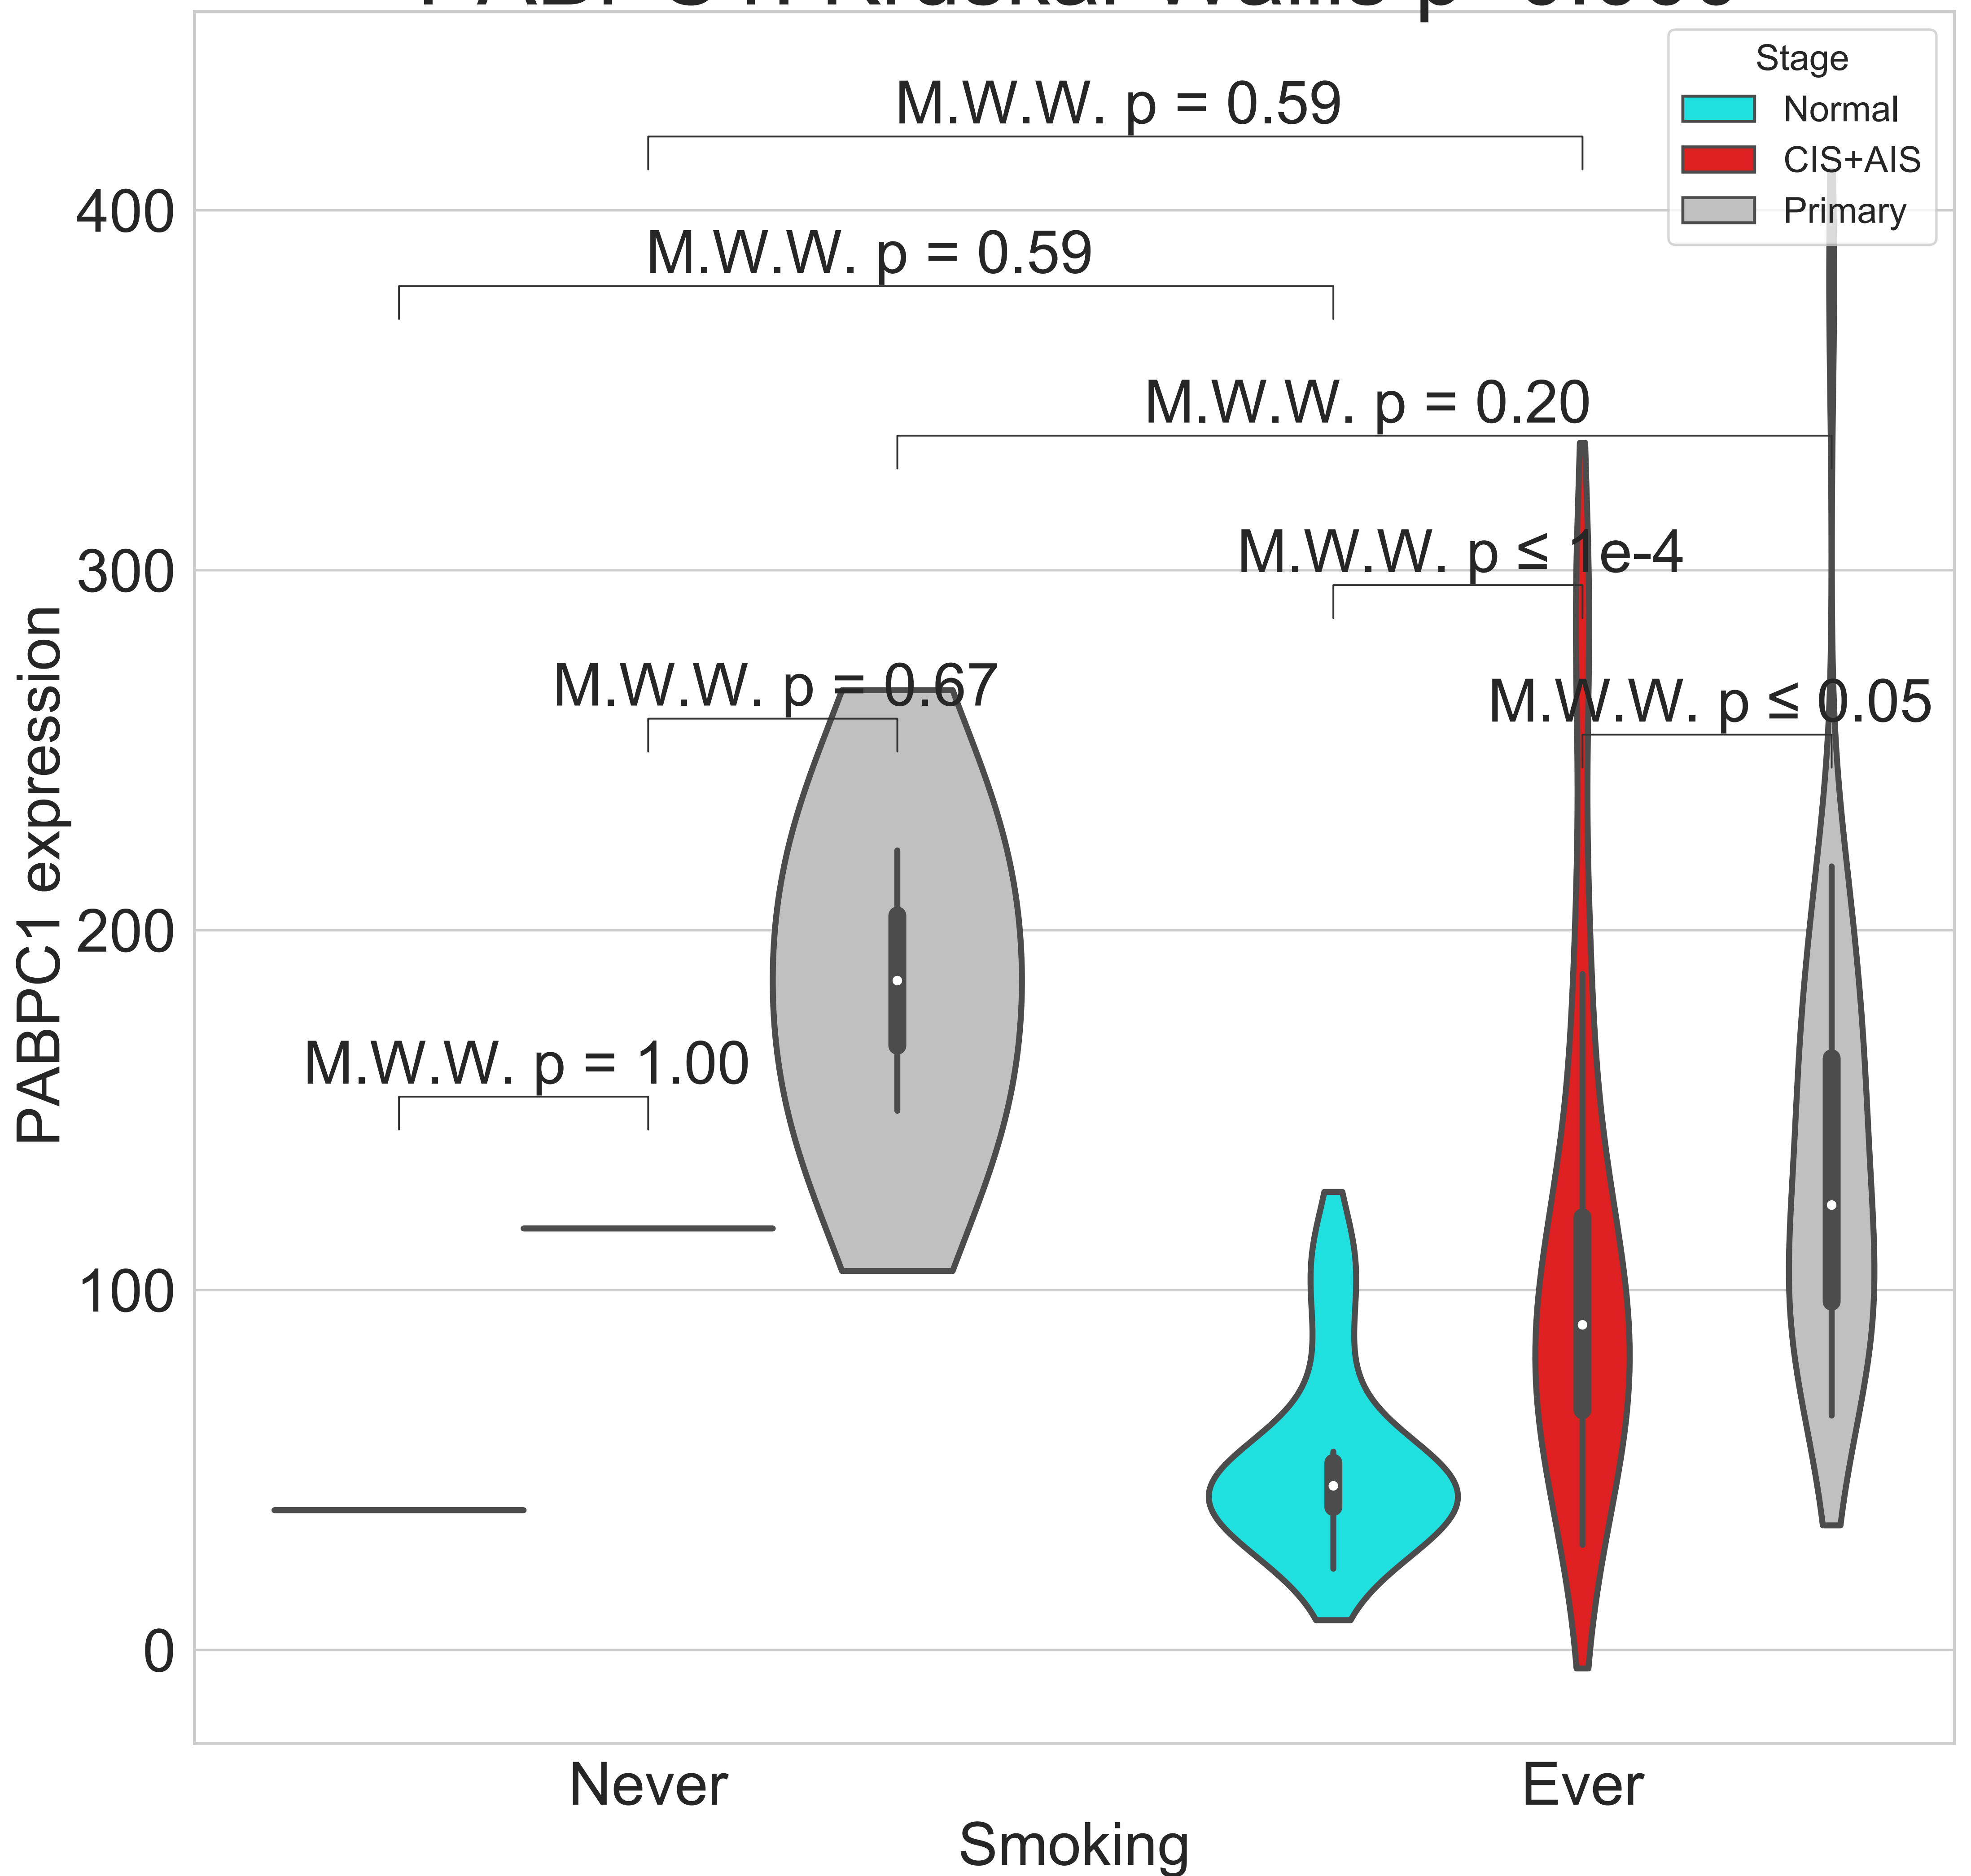 Stage
Normal
CIS+AIS
Primary
M.W.W. p = 0.59
M.W.W. p = 0.59
M.W.W. p = 0.20
M.W.W. p ≤ 1e-4
M.W.W. p = 0.67
M.W.W. p ≤ 0.05
M.W.W. p = 1.00
400
300
200
100
0
PABPC1 expression
Never
Ever
Smoking